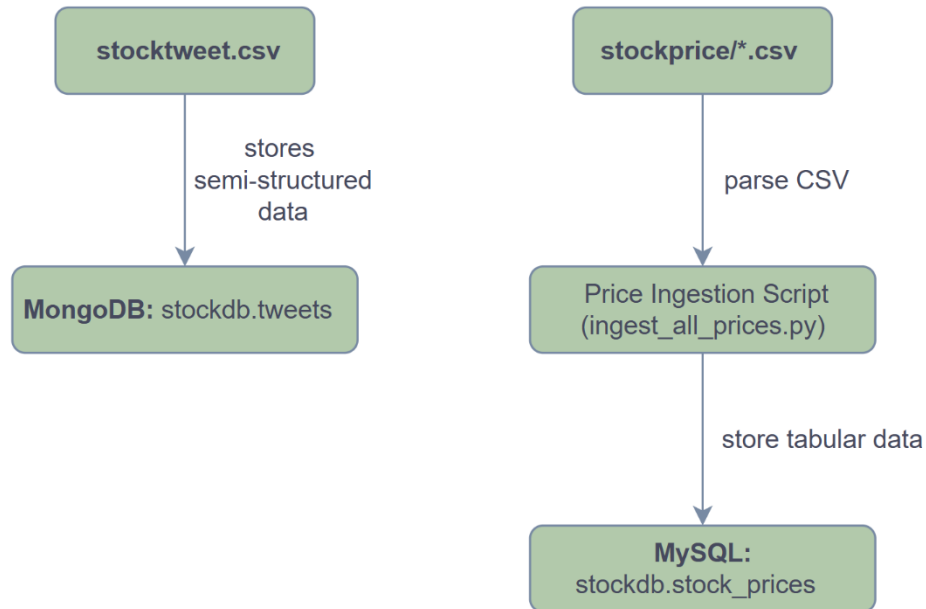 stocktweet.csv
stores
semi-structured
data
MongoDB: stockdb.tweets
stockprice/*.csv
parse CSV
Price Ingestion Script
(ingest_all_prices.py)
store tabular data
MySQL:
stockdb.stock_prices